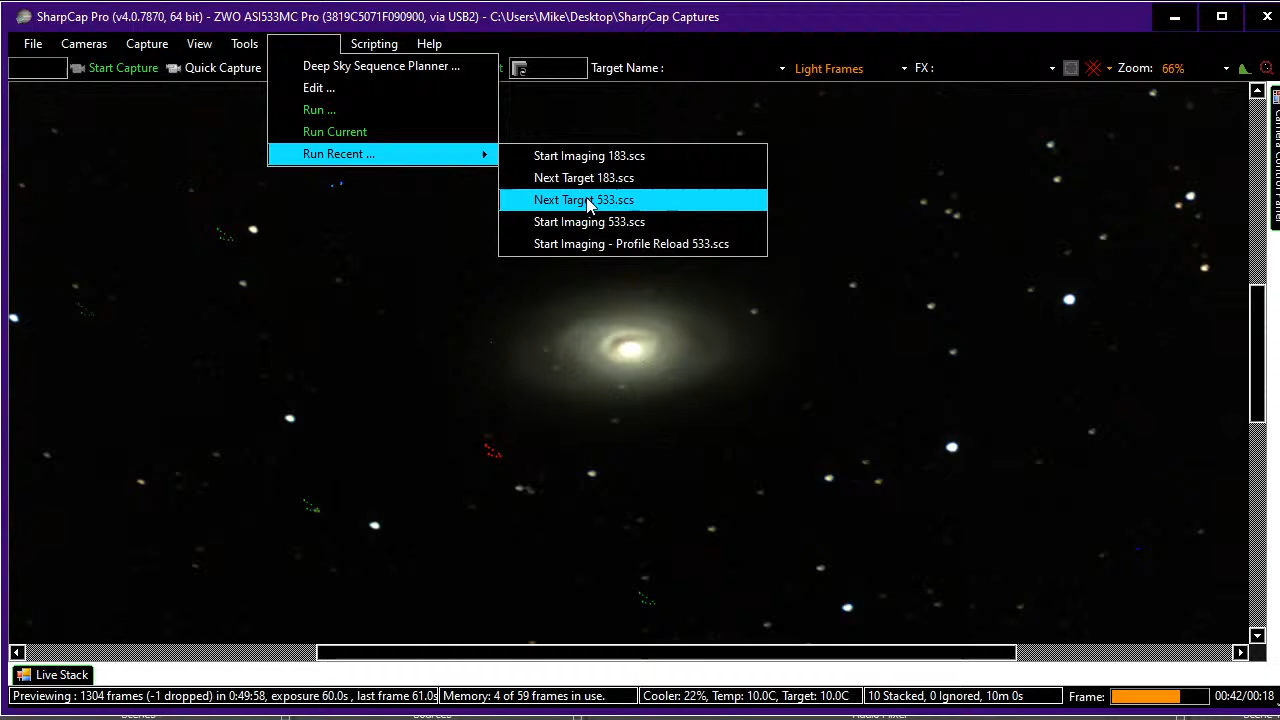 SharpCap Pro (v4.0.7870, 64 bit) - ZWO ASI533MC Pro (3819C5071F090900, via USB2) - C:\Users\Mike\Desktop\SharpCap Captures
File Cameras Capture View Tools Scripting Help
Start Capture Quick Capture Target Name : Light Frames FX : Zoom: 66%
Deep Sky Sequence Planner ...
Edit ...
Run ...
Run Current
Run Recent ...
Start Imaging 183.scs
Next Target 183.scs
Next Target 533.scs
Start Imaging 533.scs
Start Imaging - Profile Reload 533.scs
Live Stack
Previewing : 1304 frames (-1 dropped) in 0:49:58, exposure 60.0s , last frame 61.0s Memory: 4 of 59 frames in use. Cooler: 22%, Temp: 10.0C, Target: 10.0C 10 Stacked, 0 Ignored, 10m 0s Frame: 00:42/00:18